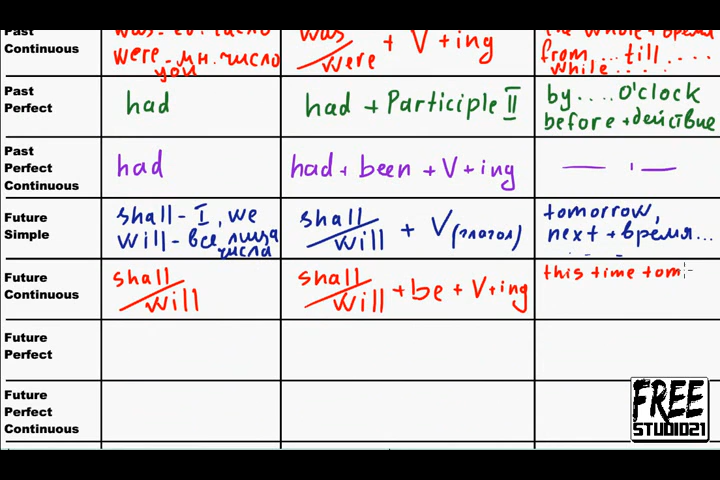 Past
Continuous
were - мн. число
you
was/were + V + ing
from ... till ....
while ....
Past
Perfect
had
had + Participle II
by .... o'clock
before + действие
Past
Perfect
Continuous
had
had + been + V + ing
Future
Simple
shall - I, we
will - все лица
числа
shall/will + V (глагол)
tomorrow,
next + время...
Future
Continuous
shall/will
shall/will + be + V + ing
this time tom
Future
Perfect
Future
Perfect
Continuous
FREE
STUDIO21